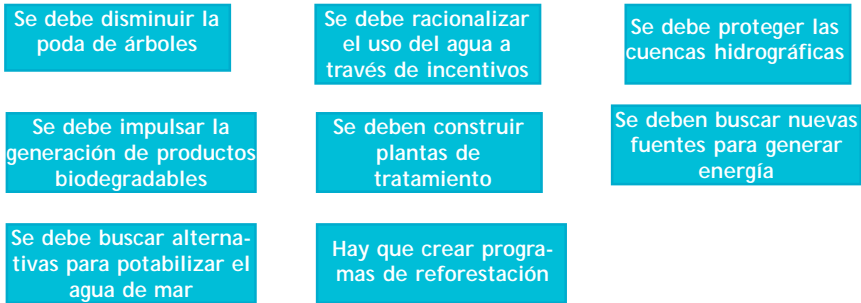 Se debe disminuir la
poda de árboles
Se debe racionalizar
el uso del agua a
través de incentivos
Se debe proteger las
cuencas hidrográficas
Se debe impulsar la
generación de productos
biodegradables
Se deben construir
plantas de
tratamiento
Se deben buscar nuevas
fuentes para generar
energía
Se debe buscar alterna-
tivas para potabilizar el
agua de mar
Hay que crear progra-
mas de reforestación